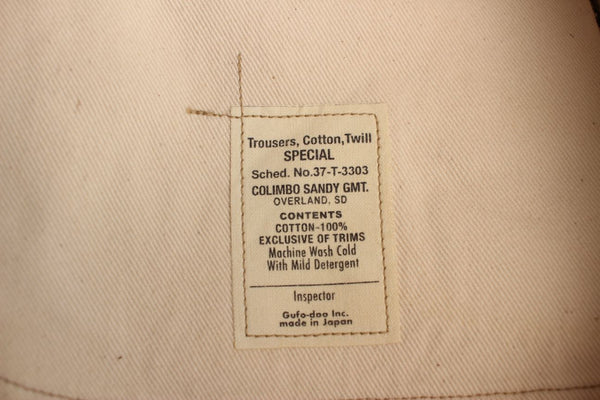 Trousers, Cotton, Twill
SPECIAL
Sched. No.37-T-3303
COLIMBO SANDY GMT.
OVERLAND, SD
CONTENTS
COTTON-100%
EXCLUSIVE OF TRIMS
Machine Wash Cold
With Mild Detergent
Inspector
Gufo-doo Inc.
made in Japan